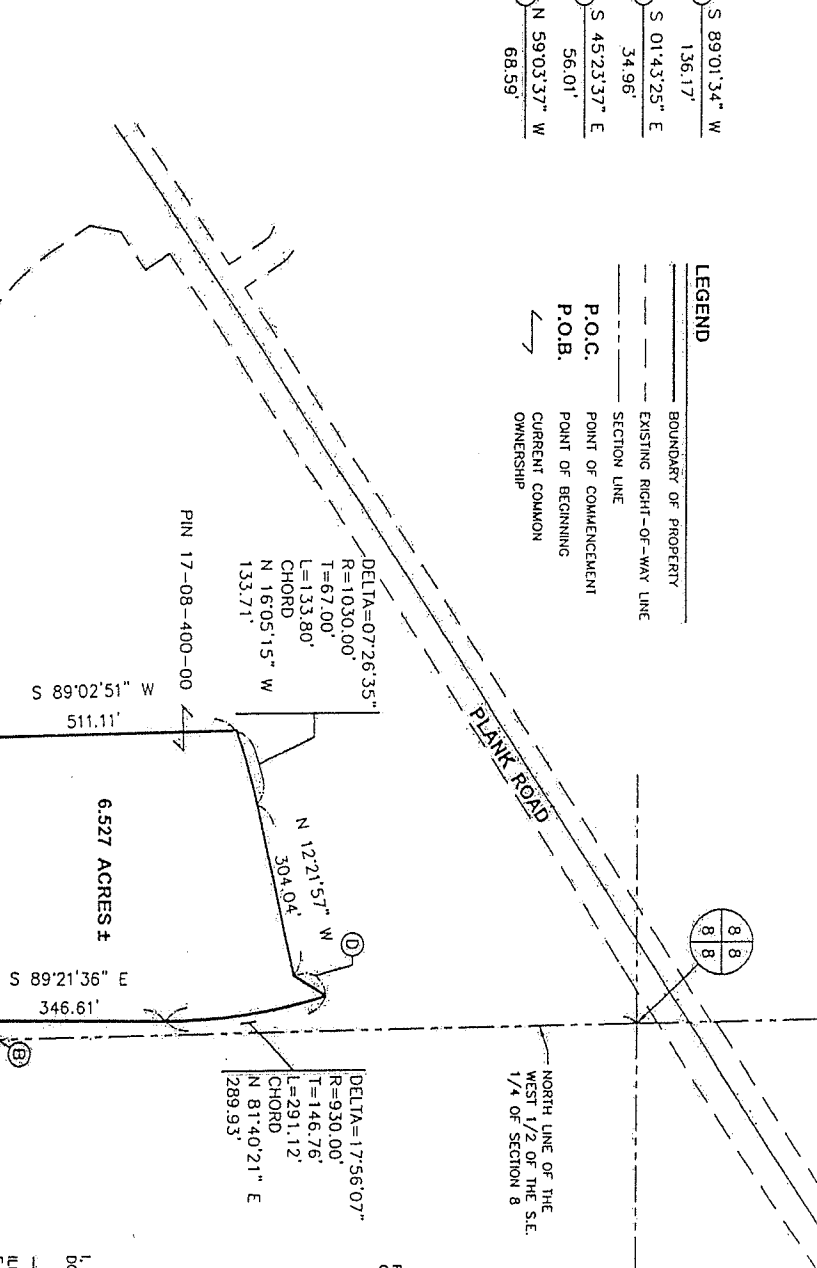 S 89°01'34" W
136.17'
S 01°43'25" E
34.96'
S 45°23'37" E
56.01'
N 59°03'37" W
68.59'
LEGEND
BOUNDARY OF PROPERTY
EXISTING RIGHT-OF-WAY LINE
SECTION LINE
P.O.C. POINT OF COMMENCEMENT
P.O.B. POINT OF BEGINNING
CURRENT COMMON
OWNERSHIP
PLANK ROAD
8 8
8 8
NORTH LINE OF THE
WEST 1/2 OF THE S.E.
1/4 OF SECTION 8
DELTA=07°26'35"
R=1030.00'
T=67.00'
L=133.80'
CHORD
N 16°05'15" W
133.71'
PIN 17-08-400-00
S 89°02'51" W
511.11'
N 12°21'57" W
304.04'
D
6.527 ACRES±
S 89°21'36" E
346.61'
B
DELTA=17°56'07"
R=930.00'
T=146.76'
L=291.12'
CHORD
N 81°40'21" E
289.93'